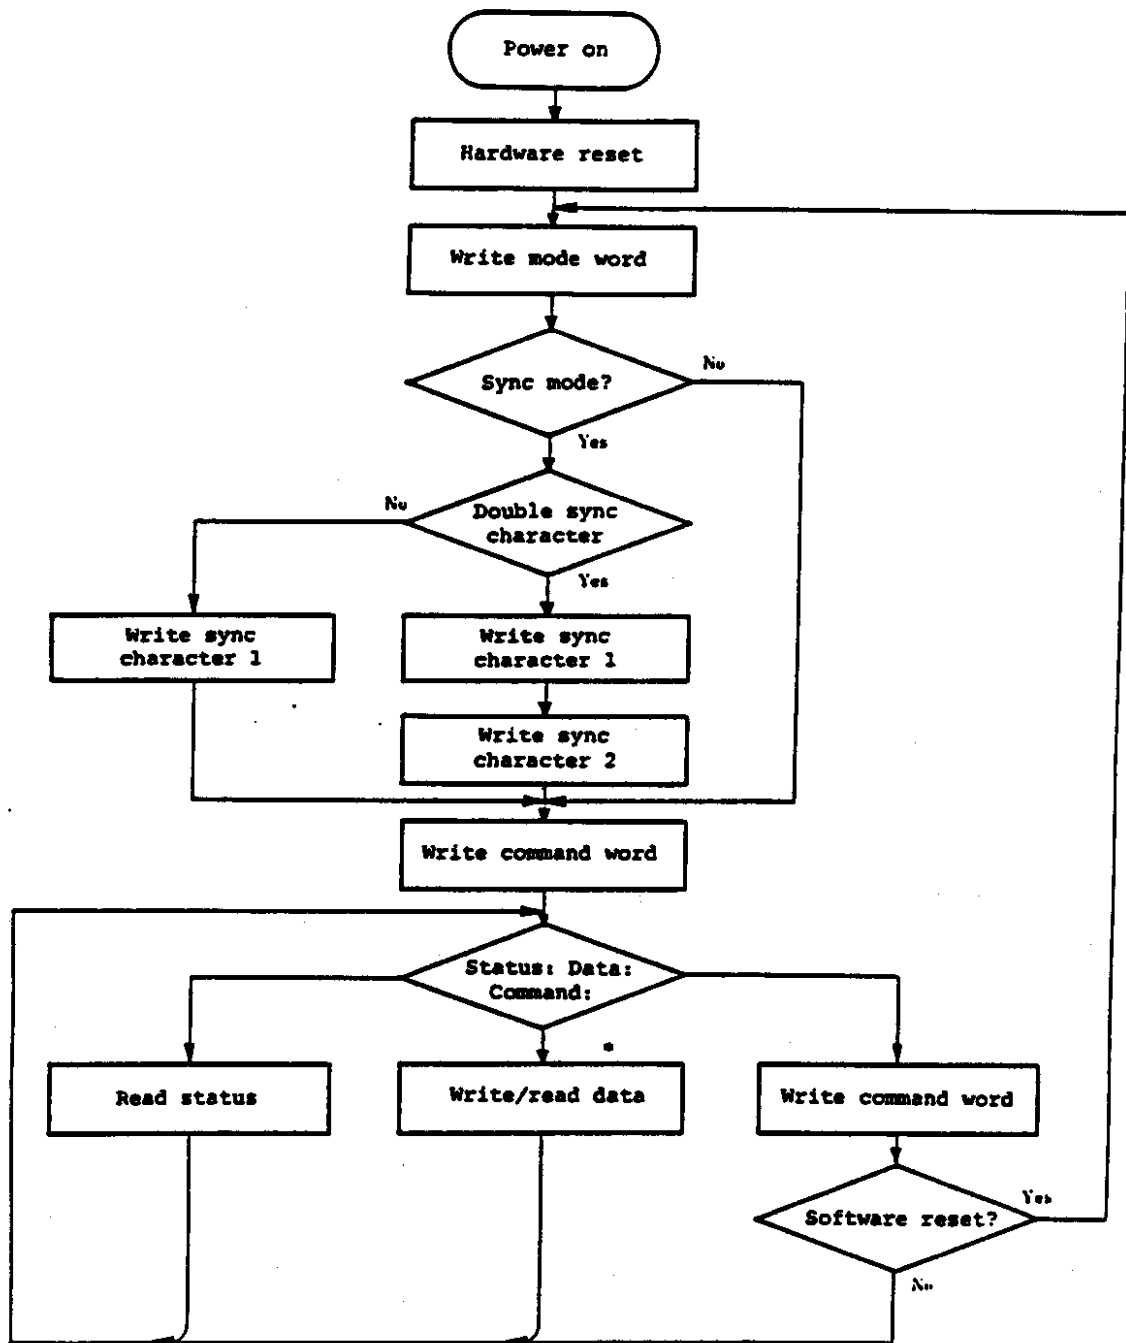 Power on
Hardware reset
Write mode word
No
Sync mode?
Yes
No
Double sync
character
Yes
Write sync
character 1
Write sync
character 1
Write sync
character 2
Write command word
Status: Data:
Command:
*
Read status
Write/read data
Write command word
Yes
Software reset?
No